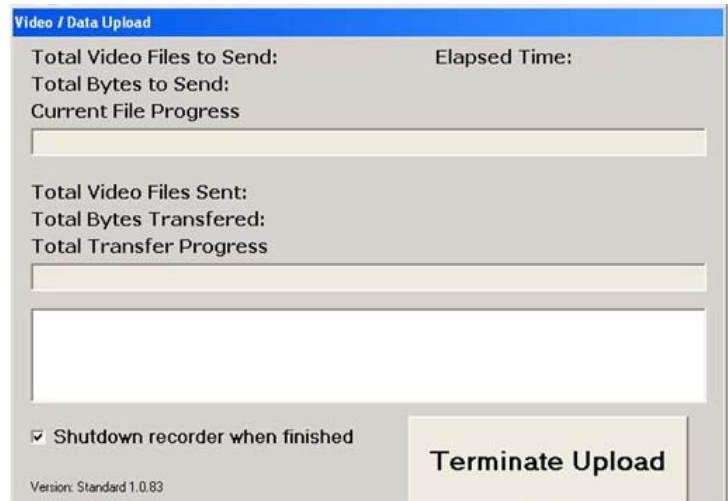 Video / Data Upload
Total Video Files to Send: Elapsed Time:
Total Bytes to Send:
Current File Progress
Total Video Files Sent:
Total Bytes Transfered:
Total Transfer Progress
Shutdown recorder when finished
Terminate Upload
Version: Standard 1.0.83